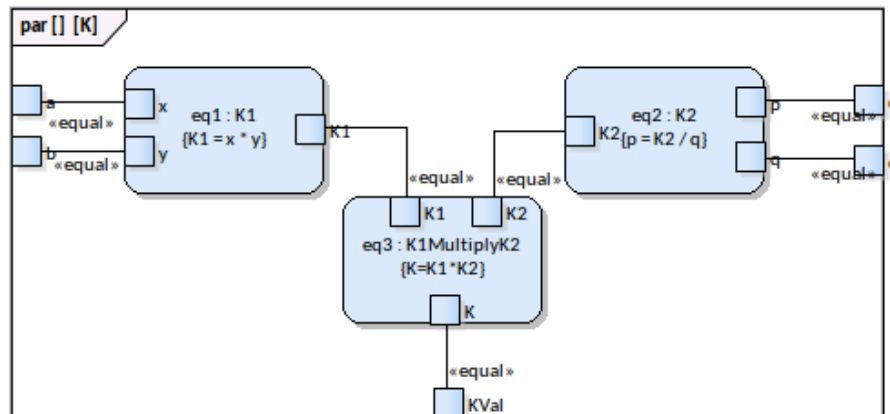 par [] [K]
a
«equal»
b
«equal»
x
y
eq1 : K1
{K1 = x * y}
K1
eq2 : K2
{p = K2 / q}
K2
p
«equal»
q
«equal»
«equal»
«equal»
K1
K2
eq3 : K1MultiplyK2
{K=K1*K2}
K
«equal»
KVal